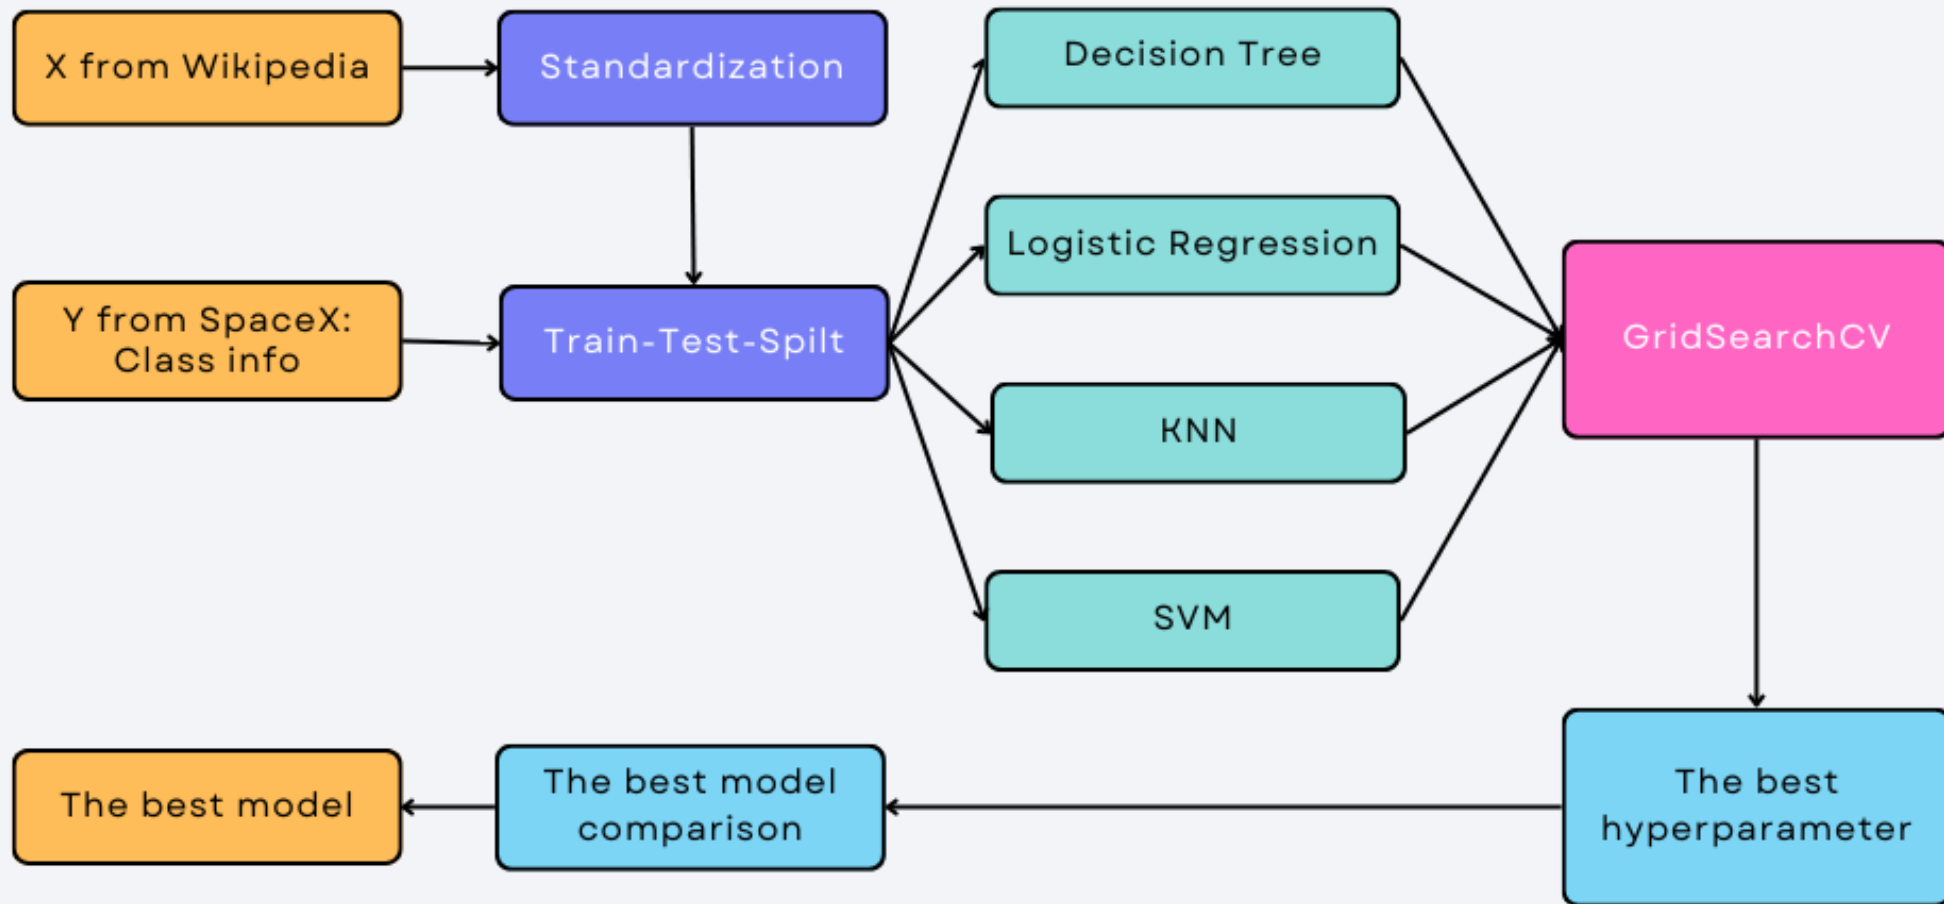 X from Wikipedia
Standardization
Decision Tree
Logistic Regression
Y from SpaceX:
Class info
Train-Test-Spilt
GridSearchCV
KNN
SVM
The best model
The best model
comparison
The best
hyperparameter